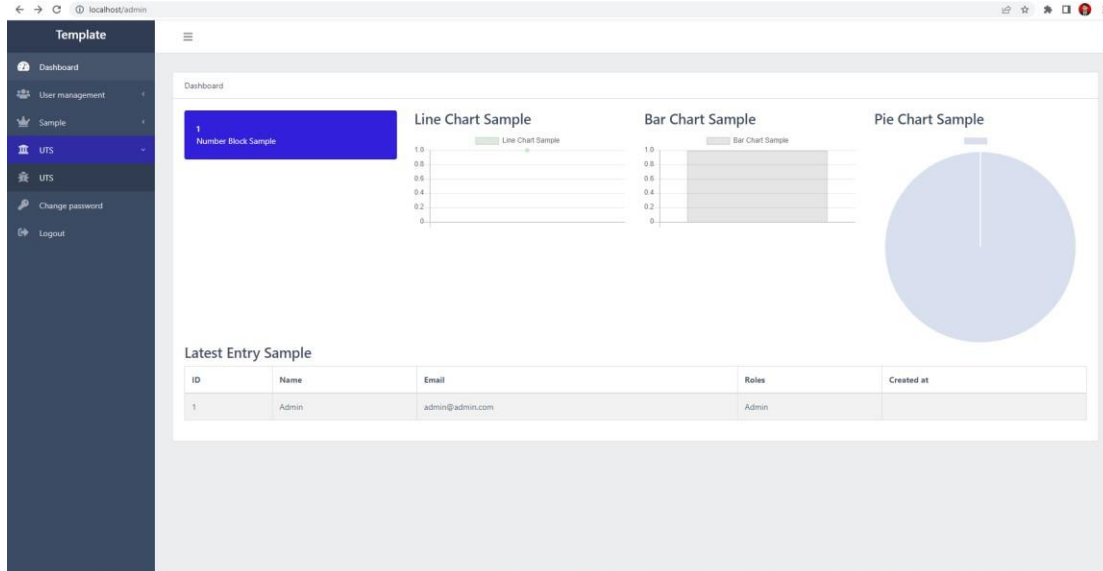 localhost/admin
Template
Dashboard
User management
Sample
UTS
UTS
Change password
Logout
Dashboard
1
Number Block Sample
Line Chart Sample
Line Chart Sample
1.0
0.8
0.6
0.4
0.2
0
Bar Chart Sample
Bar Chart Sample
1.0
0.8
0.6
0.4
0.2
0
Pie Chart Sample
Latest Entry Sample
ID Name Email Roles Created at
1 Admin admin@admin.com Admin